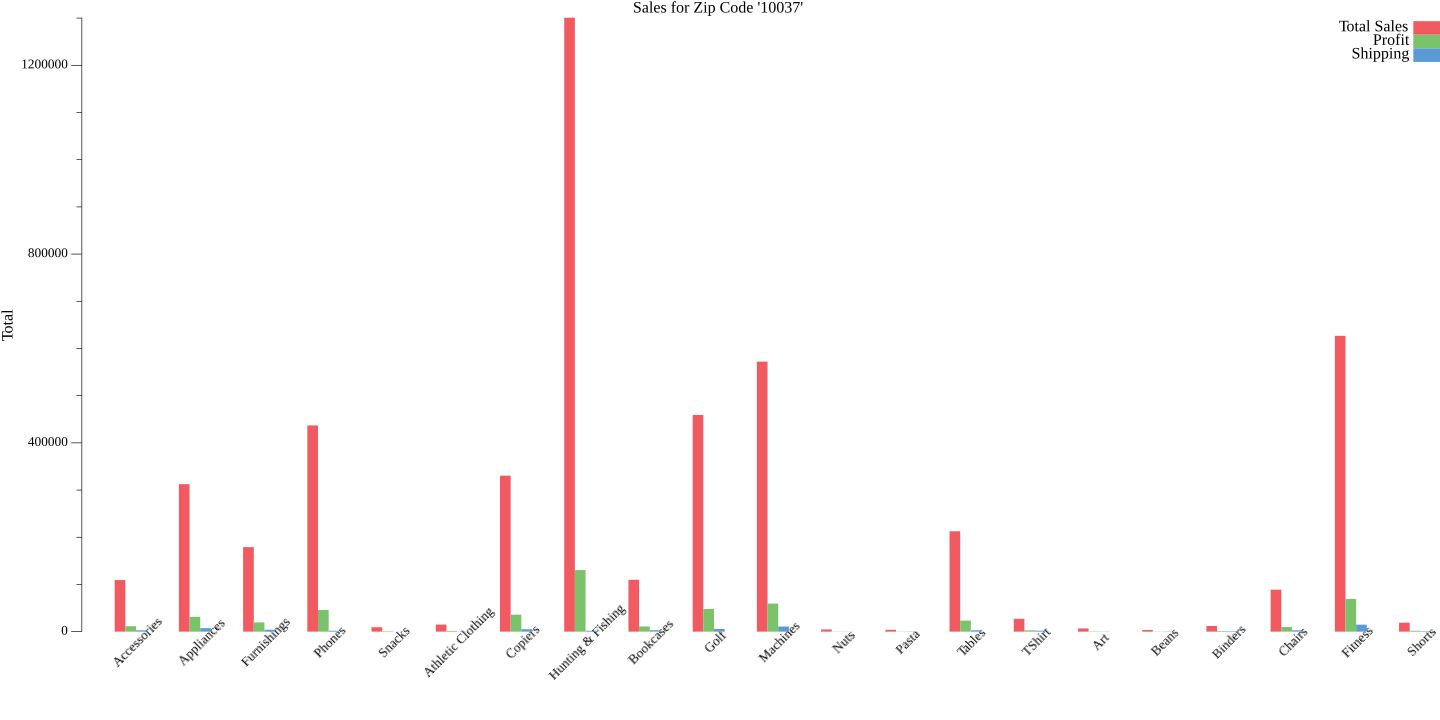 Sales for Zip Code '10037'
Total Sales
Profit
Shipping
1200000
800000
400000
0
Total
Accessories
Appliances
Furnishings
Phones
Snacks
Athletic Clothing
Copiers
Hunting & Fishing
Bookcases
Golf
Machines
Nuts
Pasta
Tables
TShirt
Art
Beans
Binders
Chairs
Fitness
Shorts